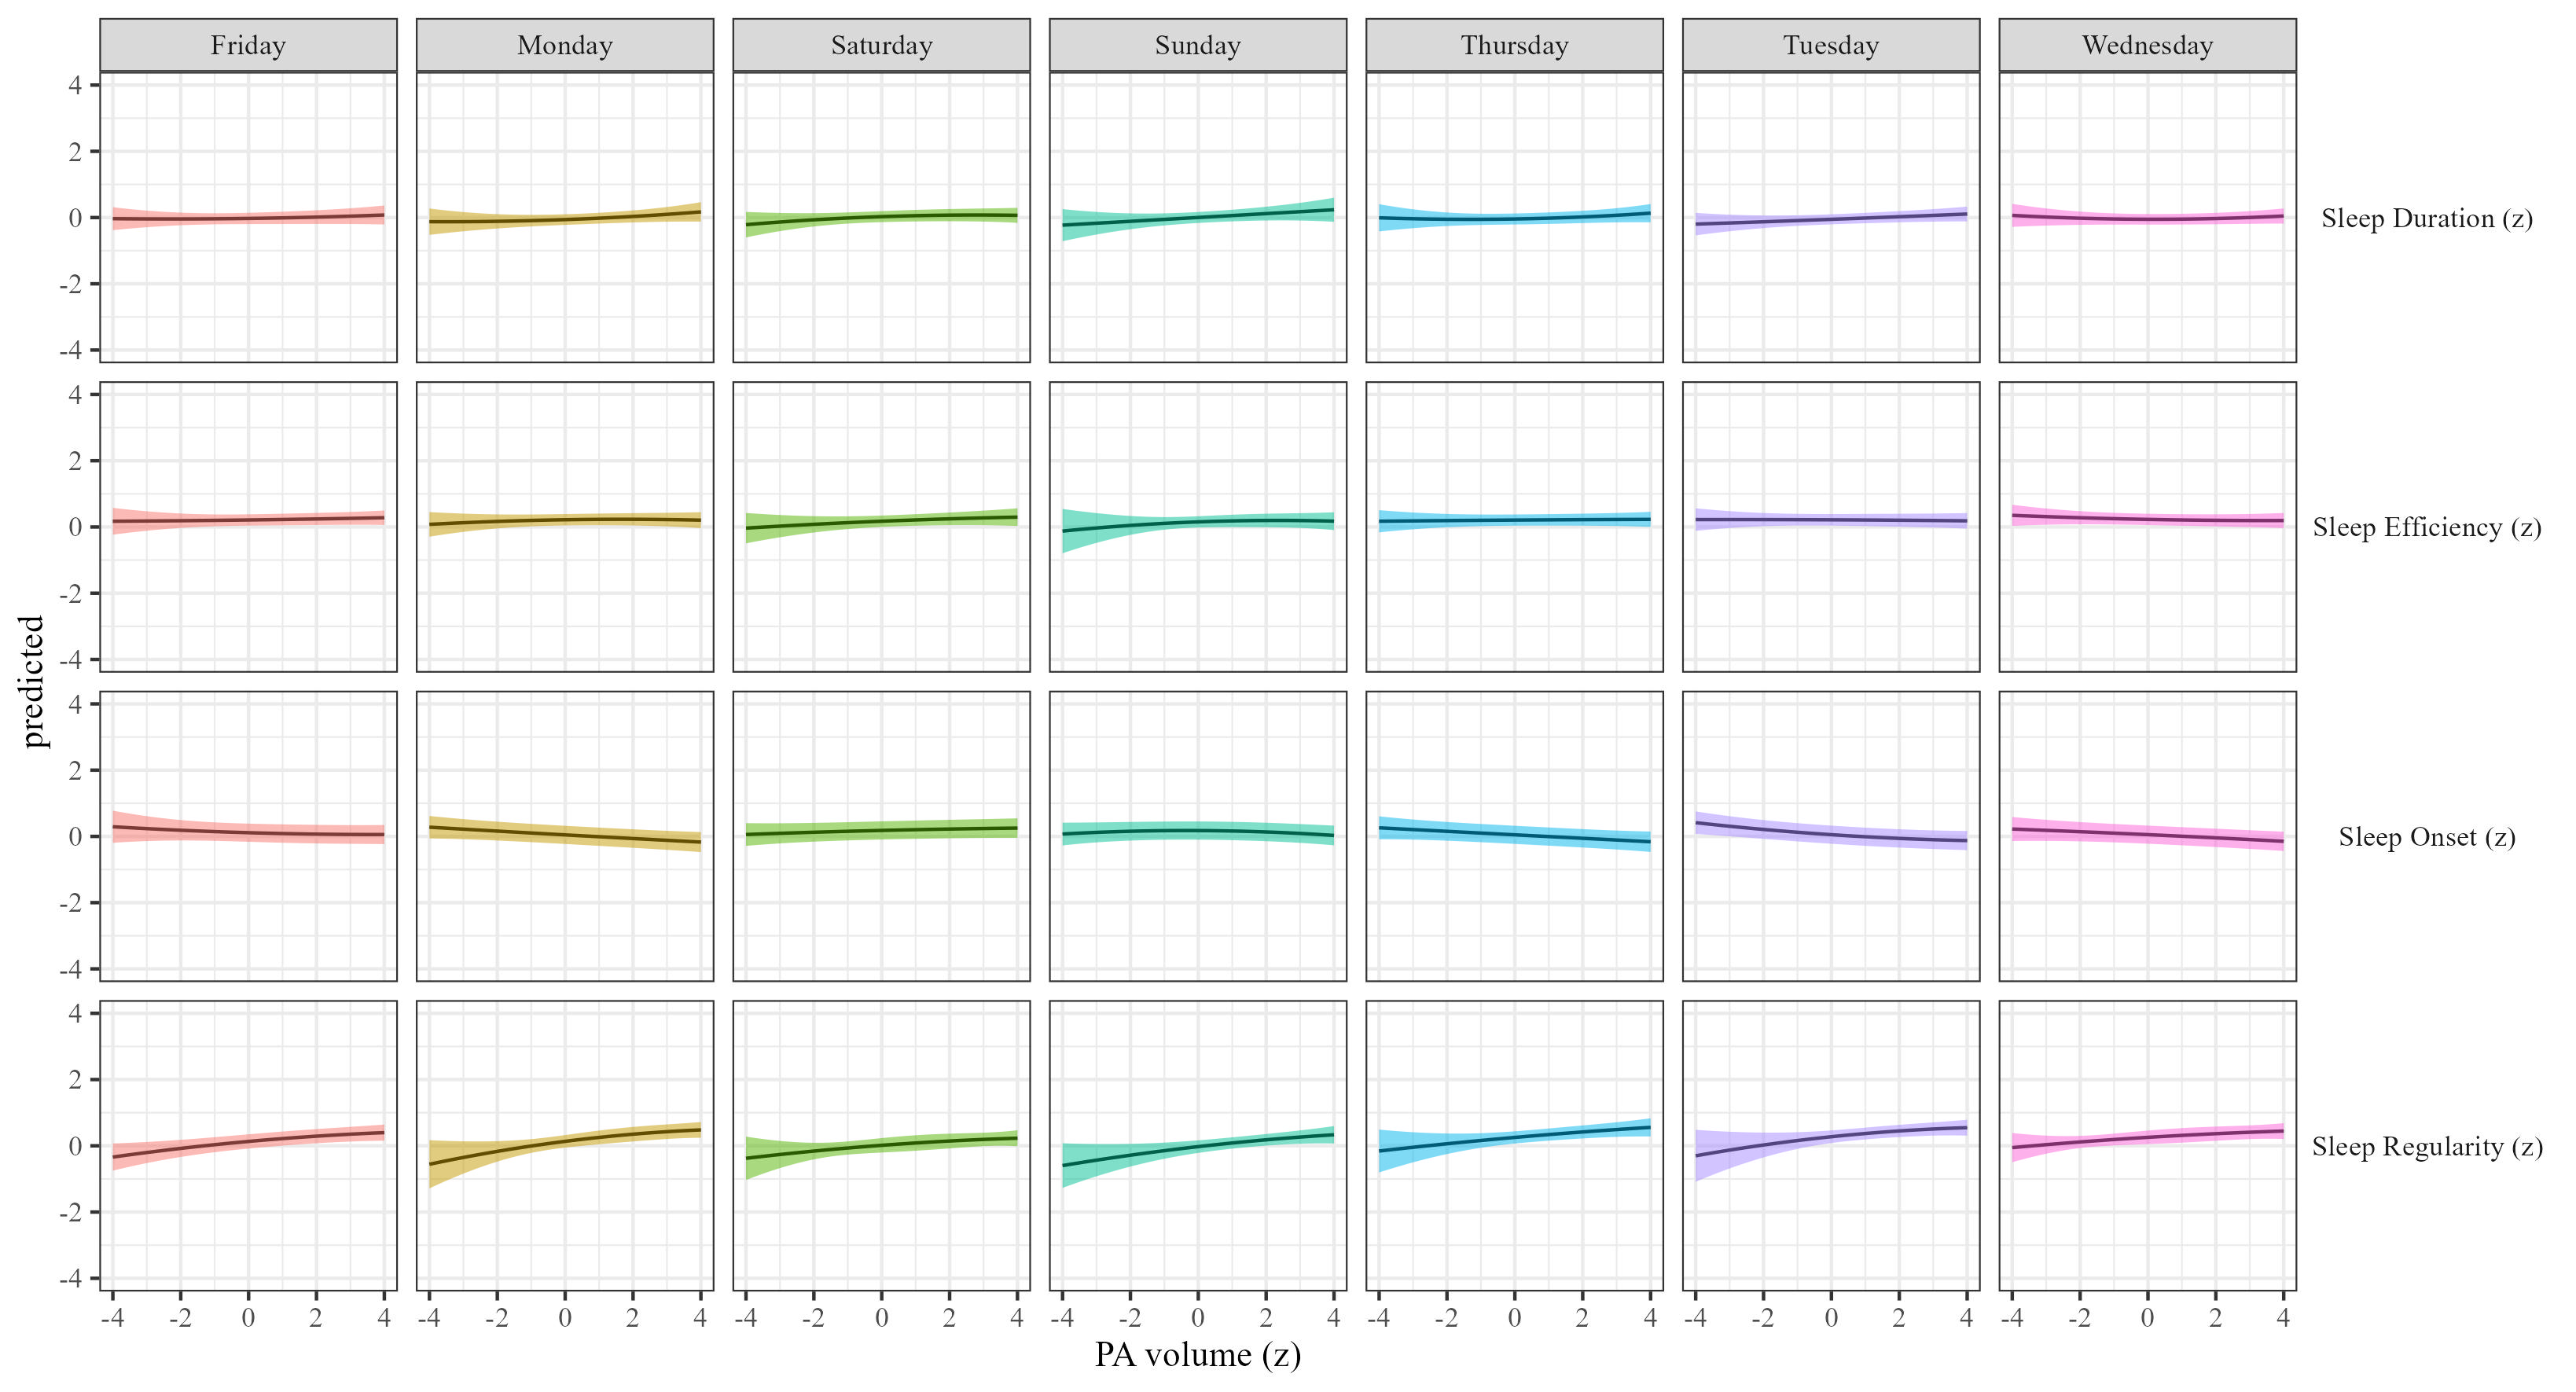 Friday Monday Saturday Sunday Thursday Tuesday Wednesday
4
2
0
-2
-4
Sleep Duration (z)
4
2
0
-2
-4
Sleep Efficiency (z)
predicted
4
2
0
-2
-4
Sleep Onset (z)
4
2
0
-2
-4
Sleep Regularity (z)
-4 -2 0 2 4 -4 -2 0 2 4 -4 -2 0 2 4 -4 -2 0 2 4 -4 -2 0 2 4 -4 -2 0 2 4 -4 -2 0 2 4
PA volume (z)